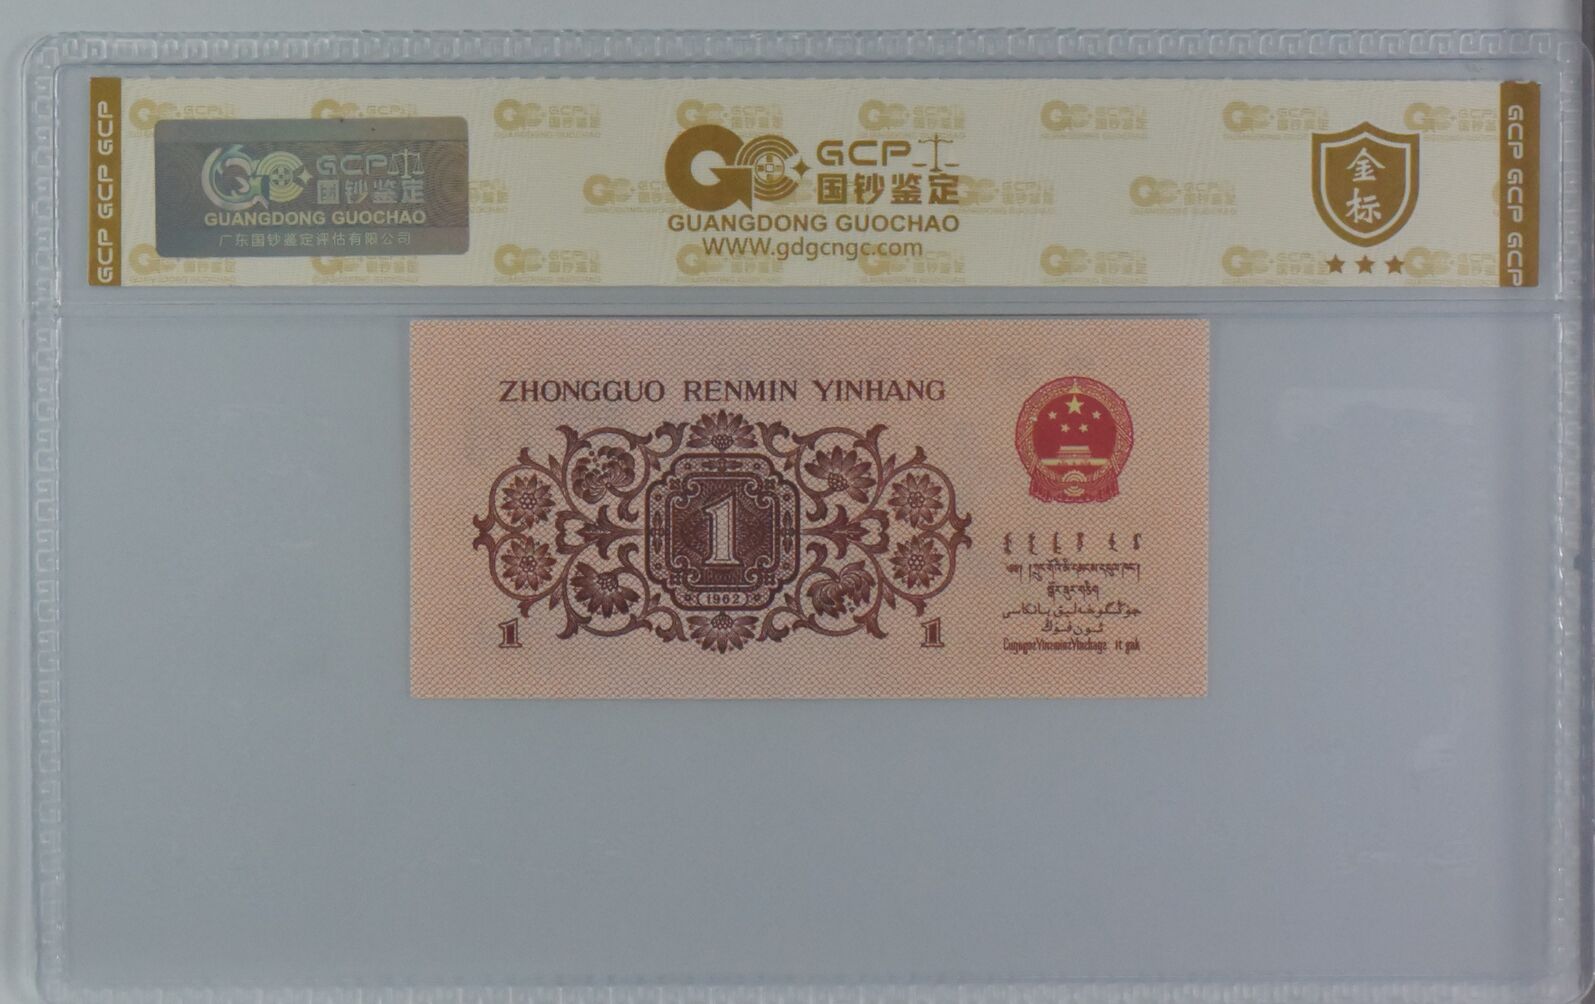 GCP GCP GCP
GCP
国钞鉴定
GUANGDONG GUOCHAO
广东国钞鉴定评估有限公司
GCP
国钞鉴定
GUANGDONG GUOCHAO
WWW.gdgcngc.com
金
标
GCP GCP GCP
ZHONGGUO RENMIN YINHANG
1
1962
1
1